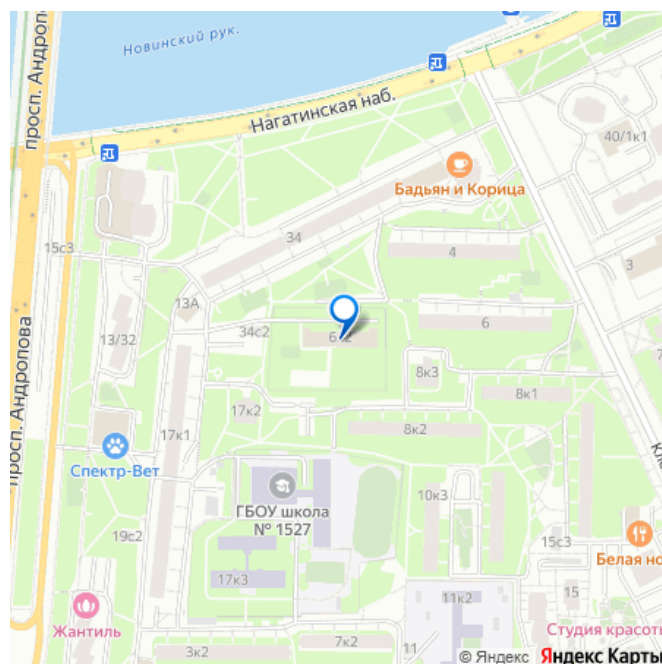 Новинский рук.
просп. Андропова
Нагатинская наб.
40/1к1
Бадьян и Корица
34
4
15с3
3
13А
6
13/32
34с2
8к3
8к1
17к2
8к2
17к1
просп. Андропова
Спектр-Вет
ГБОУ школа
№ 1527
10к3
19с2
15с3
Белая но
17к3
15
11к2
Жантиль
Студия красоты
3к2
7к2
11
© Яндекс Яндекс Карты